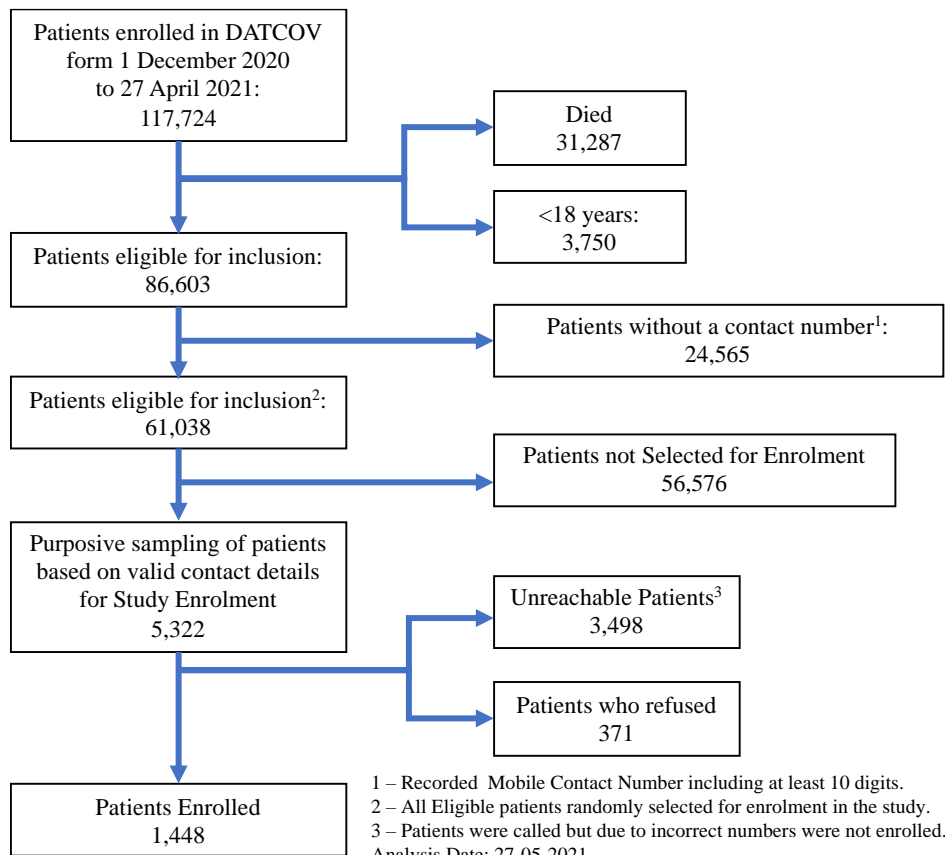 Patients enrolled in DATCOV
form 1 December 2020
to 27 April 2021:
117,724
Died
31,287
<18 years:
3,750
Patients eligible for inclusion:
86,603
Patients without a contact number1:
24,565
Patients eligible for inclusion2:
61,038
Patients not Selected for Enrolment
56,576
Purposive sampling of patients
based on valid contact details
for Study Enrolment
5,322
Unreachable Patients3
3,498
Patients who refused
371
Patients Enrolled
1,448
1 – Recorded Mobile Contact Number including at least 10 digits.
2 – All Eligible patients randomly selected for enrolment in the study.
3 – Patients were called but due to incorrect numbers were not enrolled.
Analysis Date: 27-05-2021